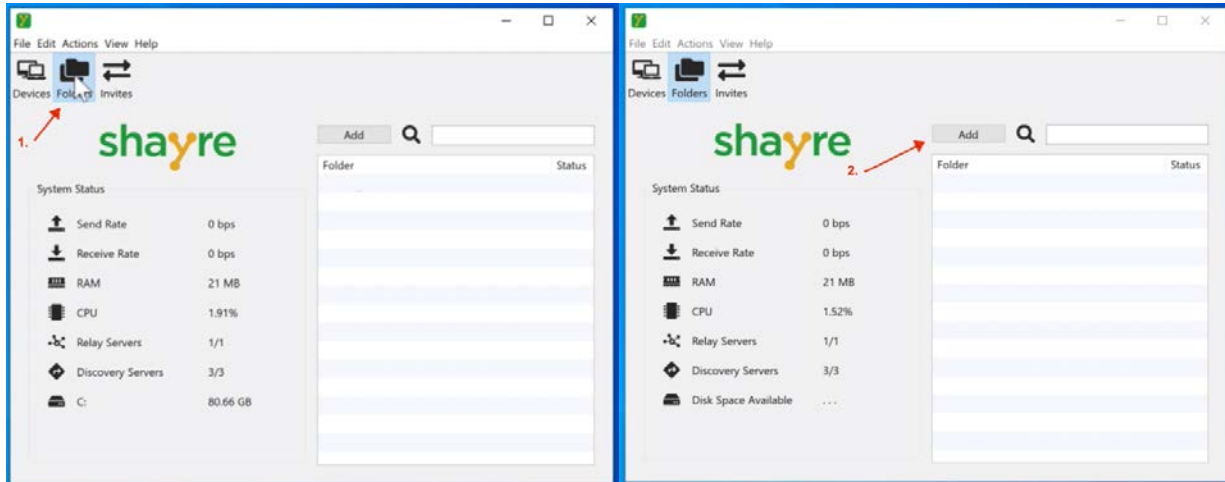 File Edit Actions View Help
Devices Folders Invites
1.
shayre
Add
Folder Status
System Status
Send Rate 0 bps
Receive Rate 0 bps
RAM 21 MB
CPU 1.91%
Relay Servers 1/1
Discovery Servers 3/3
C: 80.66 GB
File Edit Actions View Help
Devices Folders Invites
shayre
2.
Add
Folder Status
System Status
Send Rate 0 bps
Receive Rate 0 bps
RAM 21 MB
CPU 1.52%
Relay Servers 1/1
Discovery Servers 3/3
Disk Space Available ...